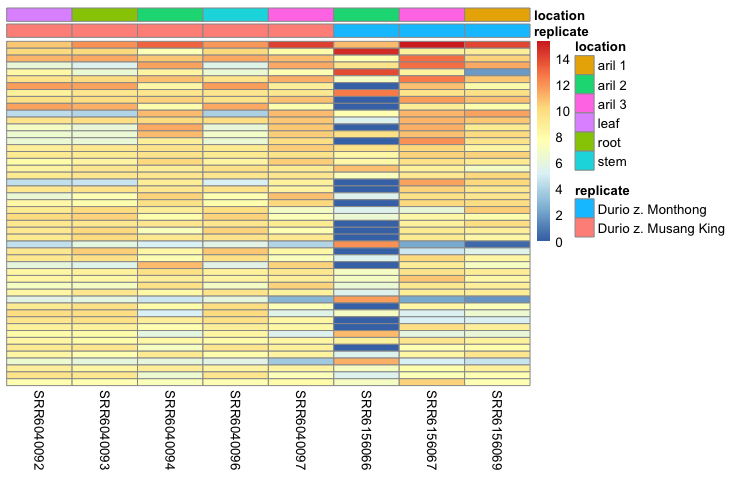 location
replicate
location
aril 1
aril 2
aril 3
leaf
root
stem
replicate
Durio z. Monthong
Durio z. Musang King
14
12
10
8
6
4
2
0
SRR6040092
SRR6040093
SRR6040094
SRR6040096
SRR6040097
SRR6156066
SRR6156067
SRR6156069